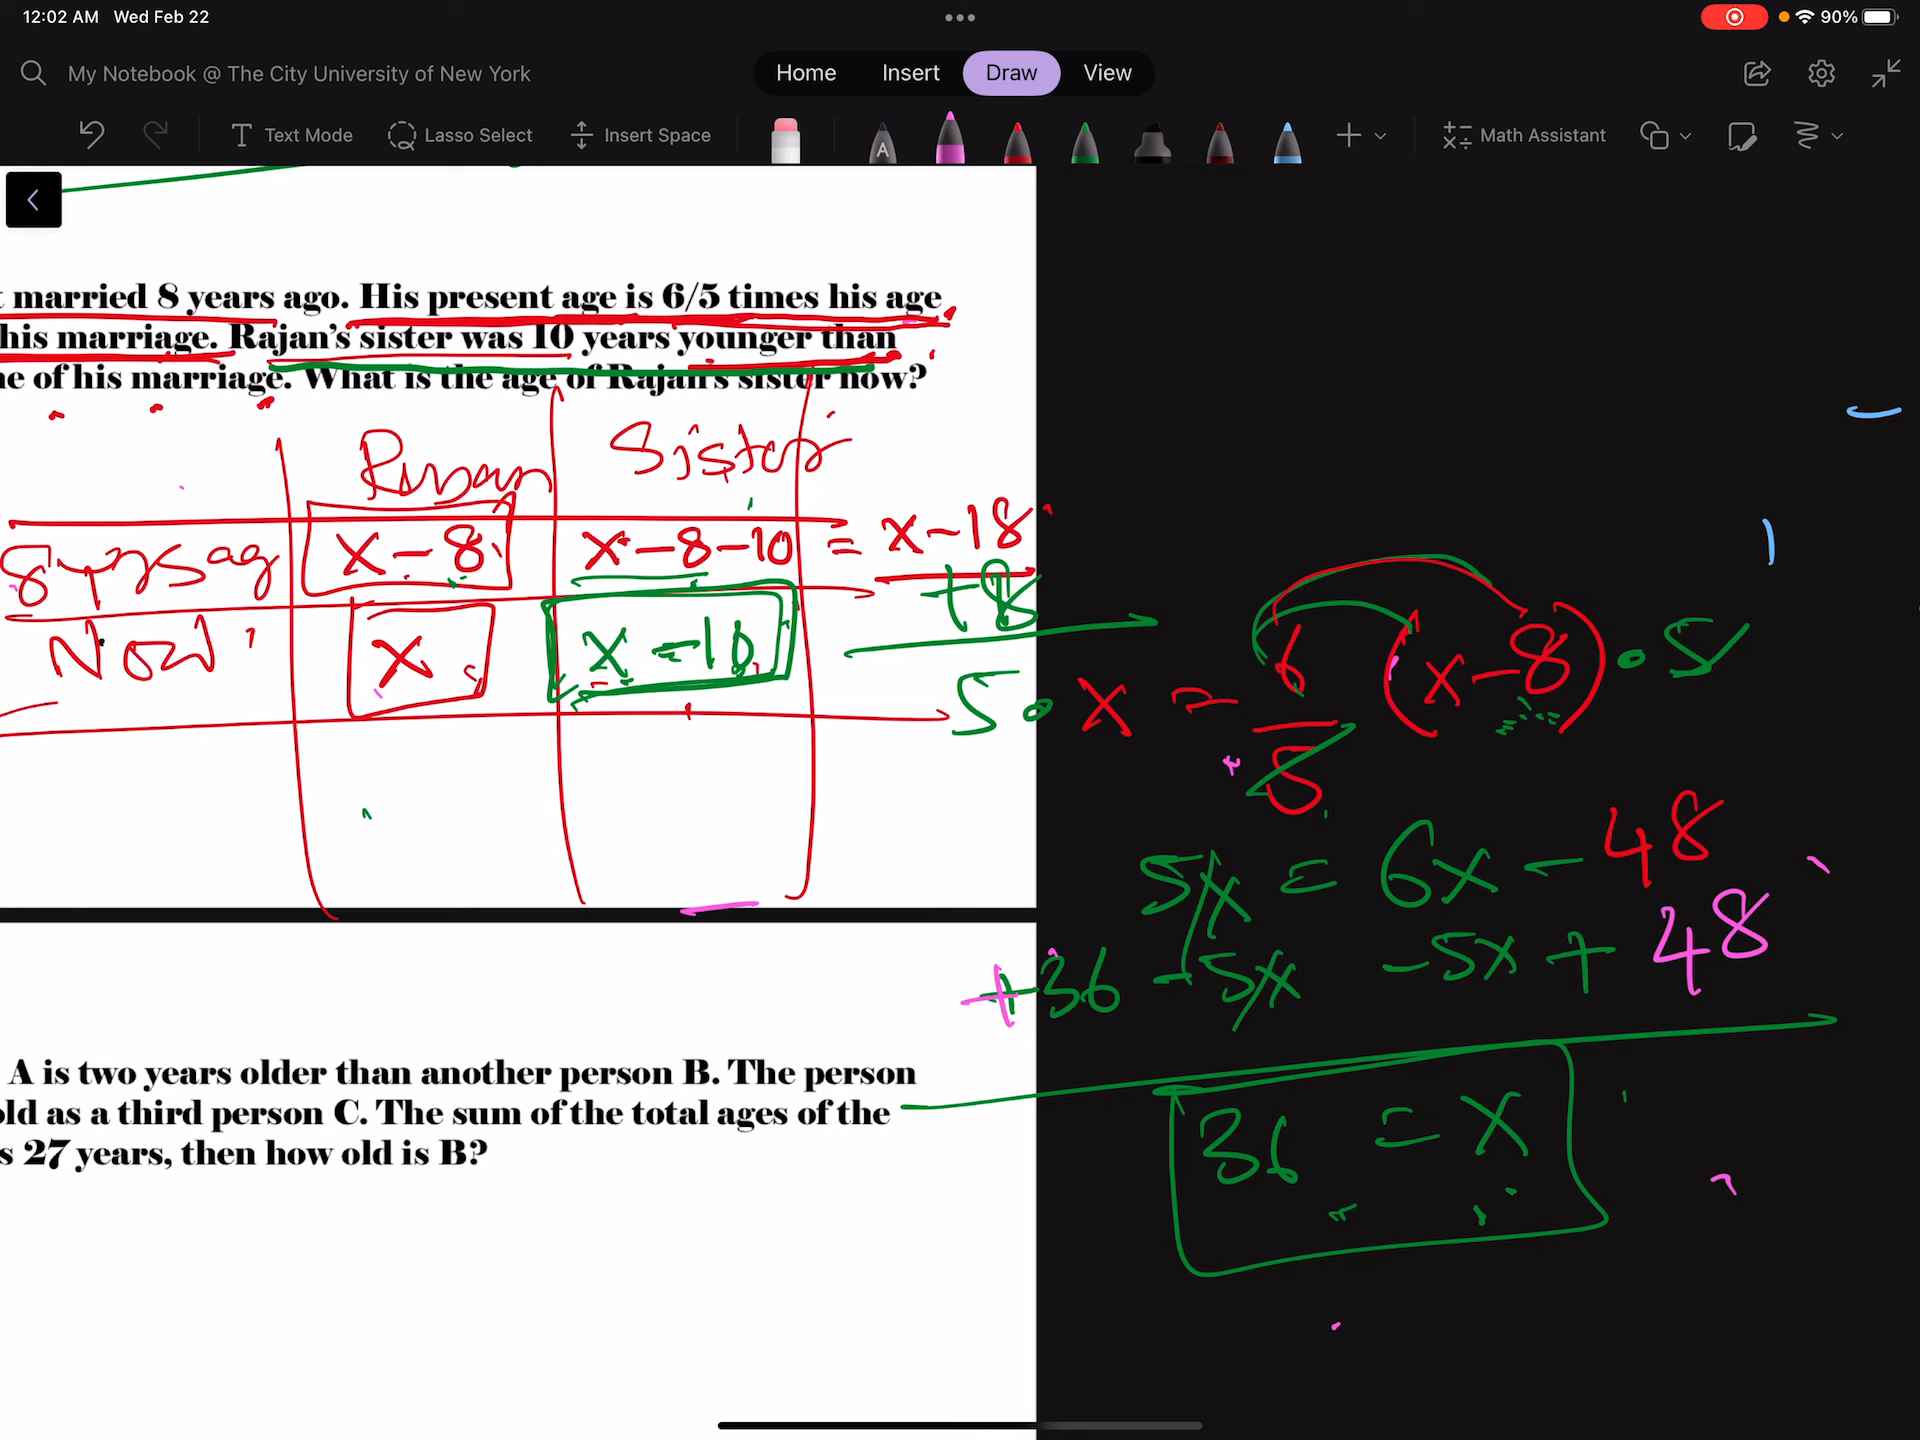 12:02 AM Wed Feb 22
90%
My Notebook @ The City University of New York
Home Insert Draw View
Text Mode Lasso Select Insert Space A Math Assistant
married 8 years ago. His present age is 6/5 times his age
his marriage. Rajan's sister was 10 years younger than
e of his marriage. What is the age of Rajan's sister now?
Sister
x - 8 x - 8 - 10 = x - 18
+8
Now x x - 10
5 • x = 6/5 (x - 8) • 5
5x = 6x - 48
+36 - 5x - 5x + 48
36 = x
A is two years older than another person B. The person
old as a third person C. The sum of the total ages of the
s 27 years, then how old is B?